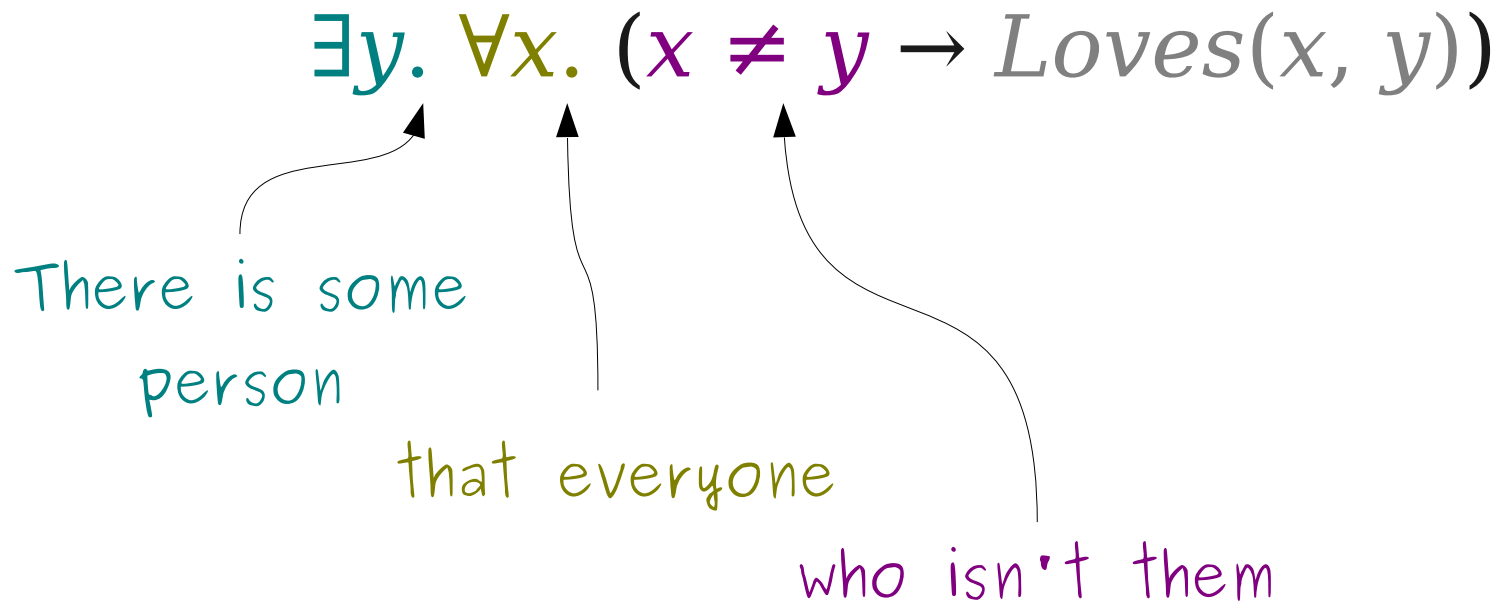 ∃y. ∀x. (x ≠ y → Loves(x, y))
There is some
person
that everyone
who isn't them